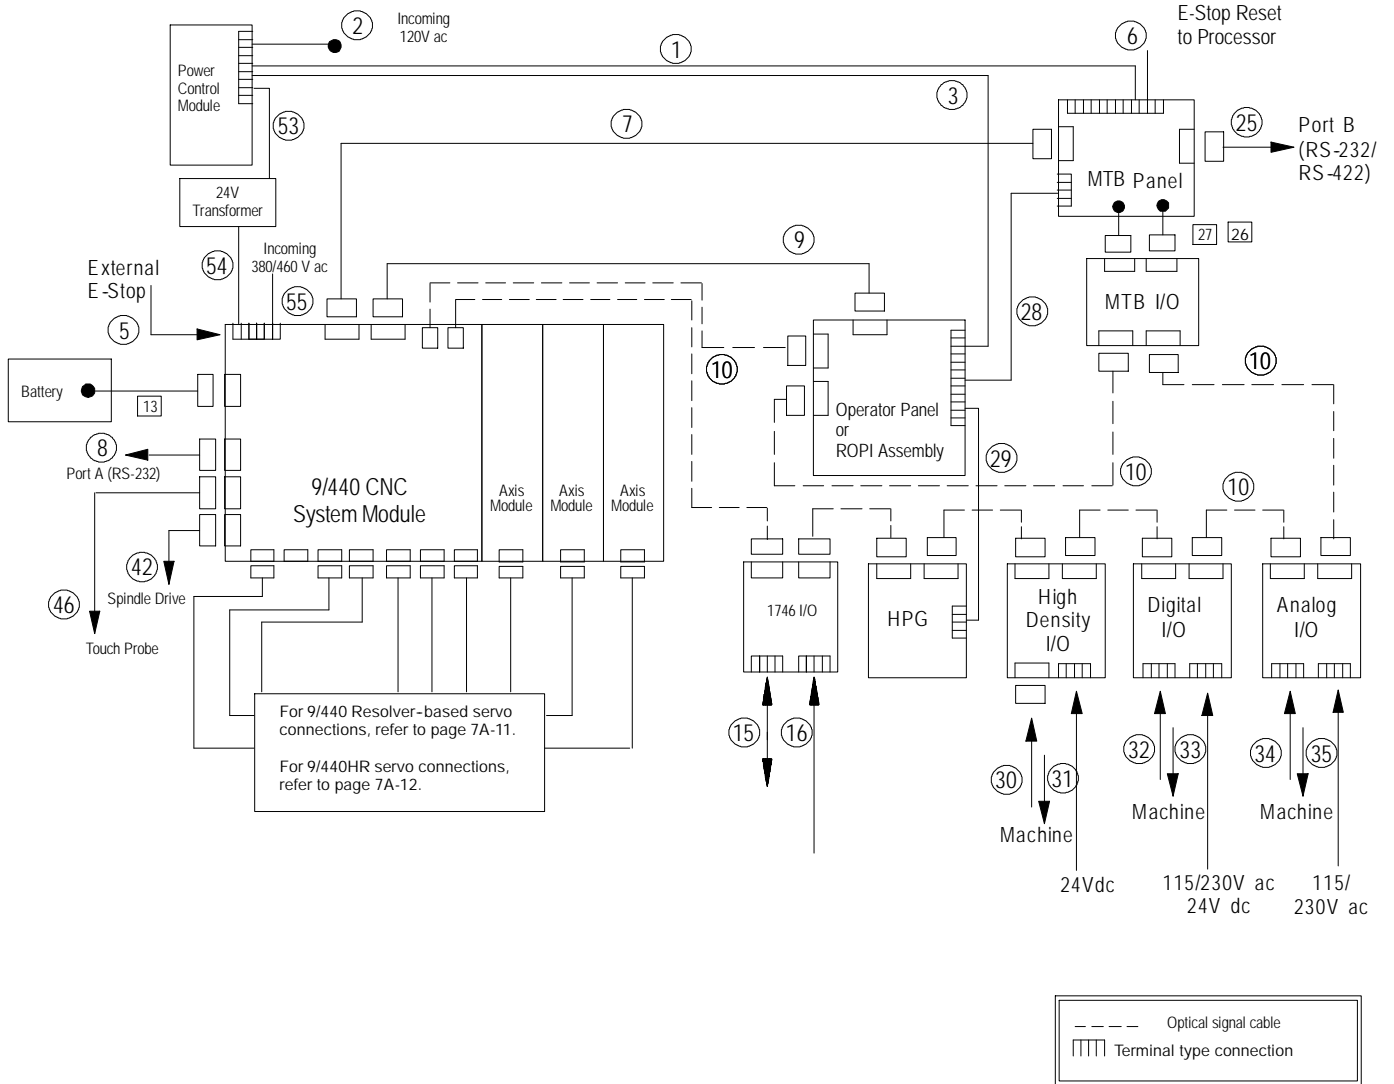 2
Incoming
120V ac
E-Stop Reset
to Processor
6
1
Power
Control
Module
3
53
7
25
Port B
(RS-232/
RS-422)
MTB Panel
24V
Transformer
27
26
9
54
Incoming
380/460 V ac
External
E-Stop
55
MTB I/O
28
5
10
10
Battery
13
Operator Panel
or
ROPI Assembly
8
Port A (RS-232)
29
10
10
9/440 CNC
System Module
Axis
Module
Axis
Module
Axis
Module
42
Spindle Drive
46
Touch Probe
1746 I/O
HPG
High
Density
I/O
Digital
I/O
Analog
I/O
For 9/440 Resolver-based servo
connections, refer to page 7A-11.
For 9/440HR servo connections,
refer to page 7A-12.
15
16
30
31
32
33
34
35
Machine
Machine
Machine
24Vdc
115/230V ac
24V dc
115/
230V ac
Optical signal cable
Terminal type connection